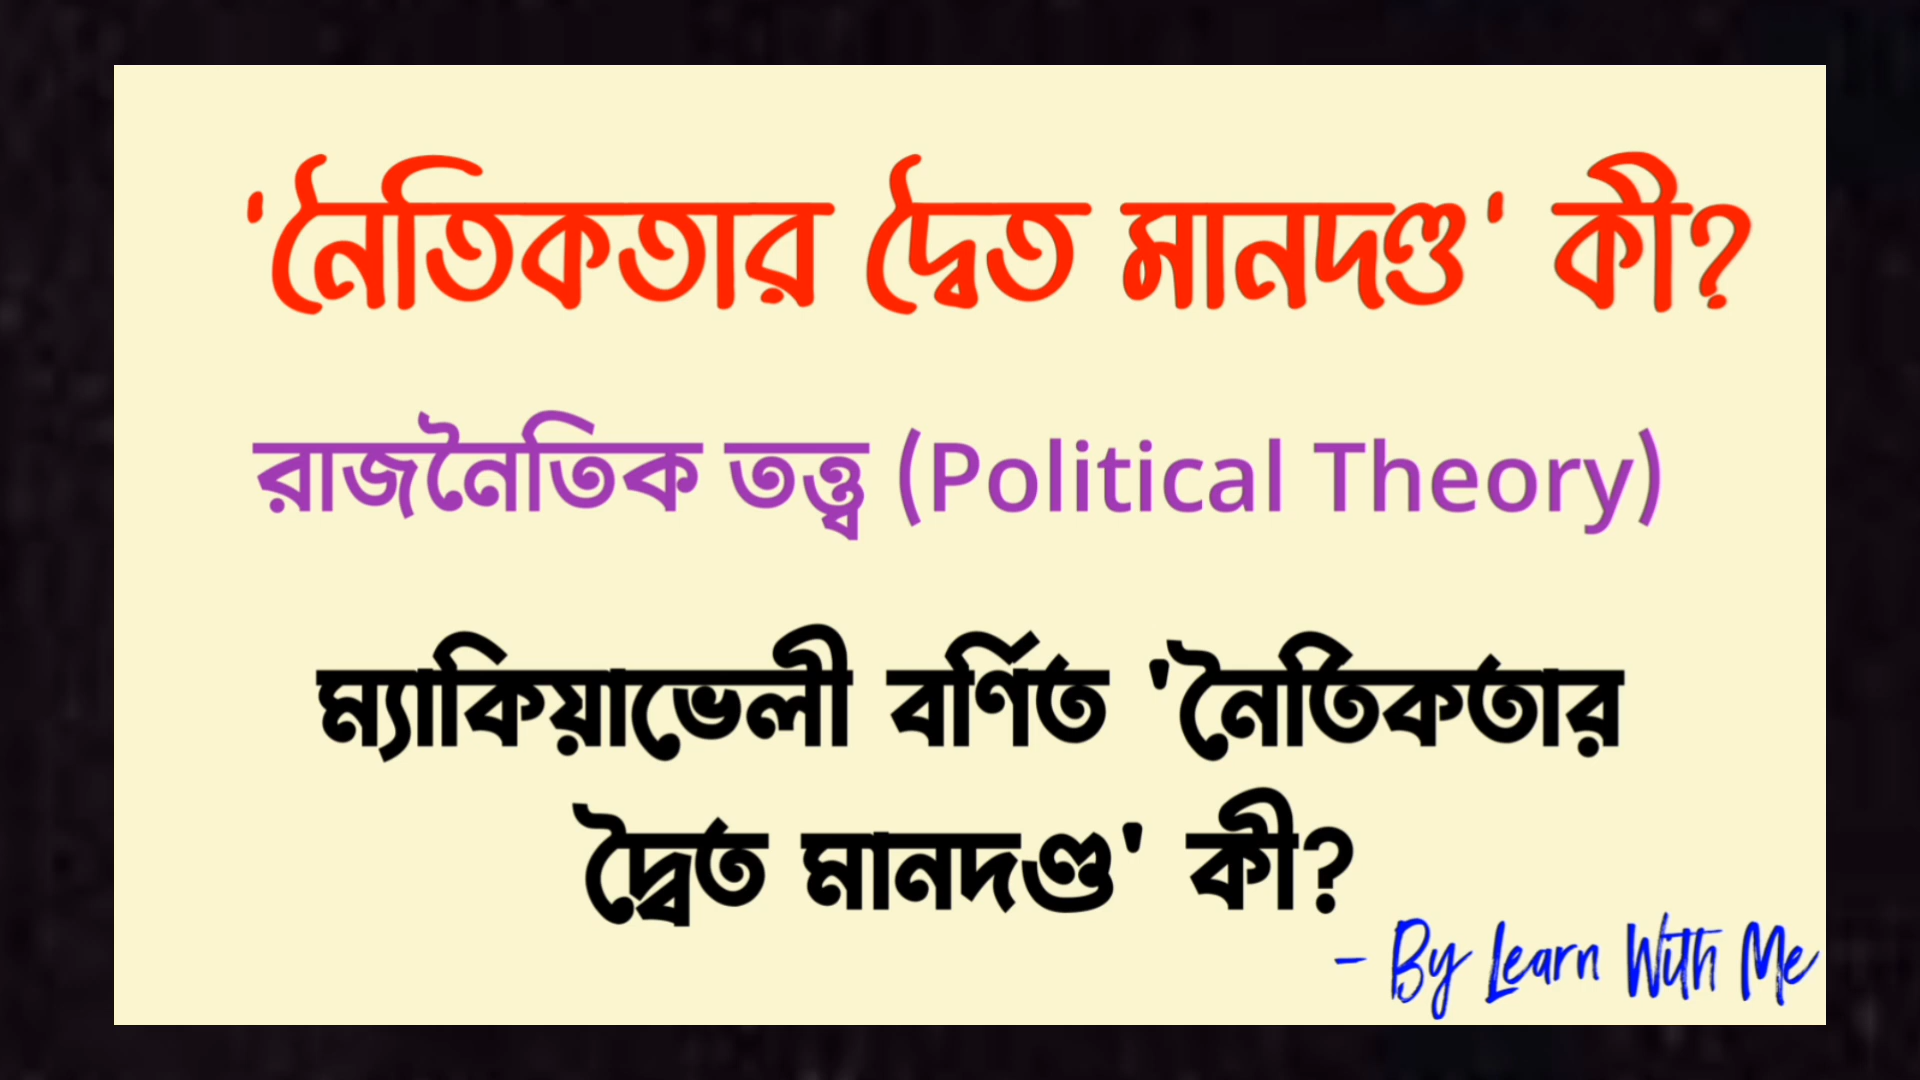 'নৈতিকতার দ্বৈত মানদণ্ড' কী?
রাজনৈতিক তত্ত্ব (Political Theory)
ম্যাকিয়াভেলী বর্ণিত 'নৈতিকতার
দ্বৈত মানদণ্ড' কী?
- By Learn With Me